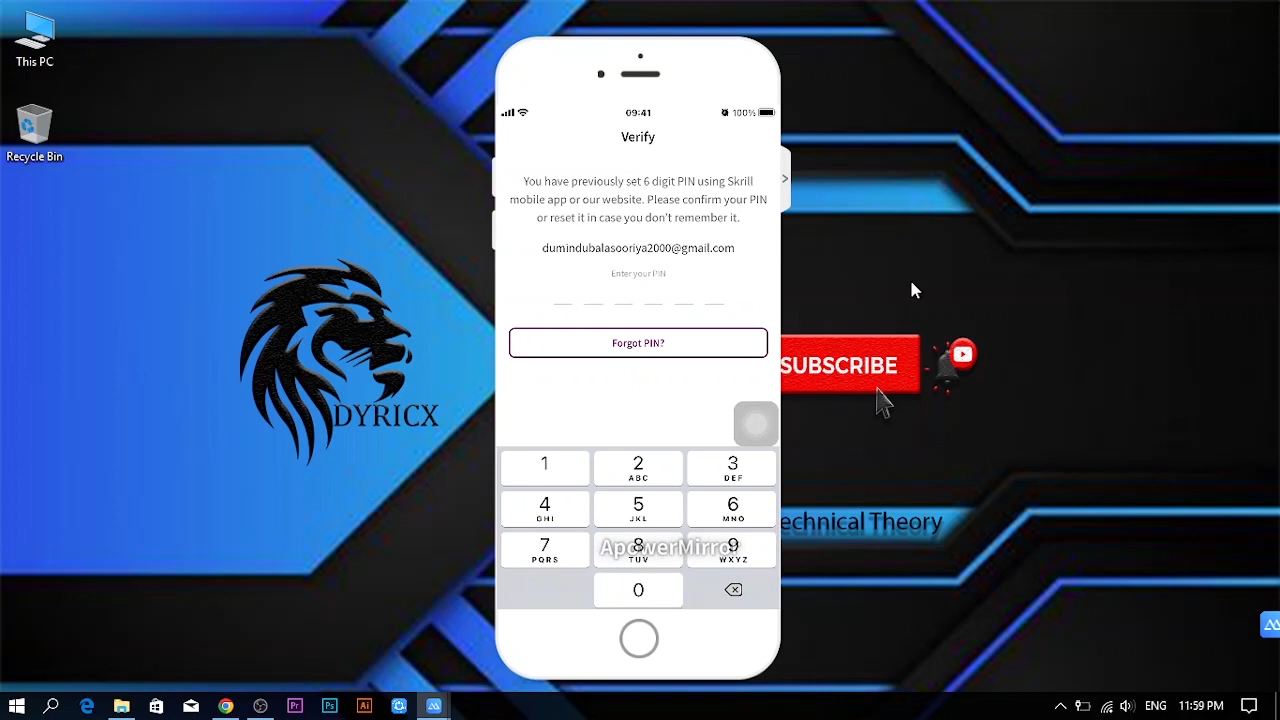 This PC
Recycle Bin
DYRICX
09:41
100%
Verify
You have previously set 6 digit PIN using Skrill
mobile app or our website. Please confirm your PIN
or reset it in case you don't remember it.
dumindubalasooriya2000@gmail.com
Enter your PIN
Forgot PIN?
1
2
ABC
3
DEF
4
GHI
5
JKL
6
MNO
7
PQRS
8
TUV
9
WXYZ
ApowerMirror
0
SUBSCRIBE
echnical Theory
Pr
Ps
Ai
ENG
11:59 PM